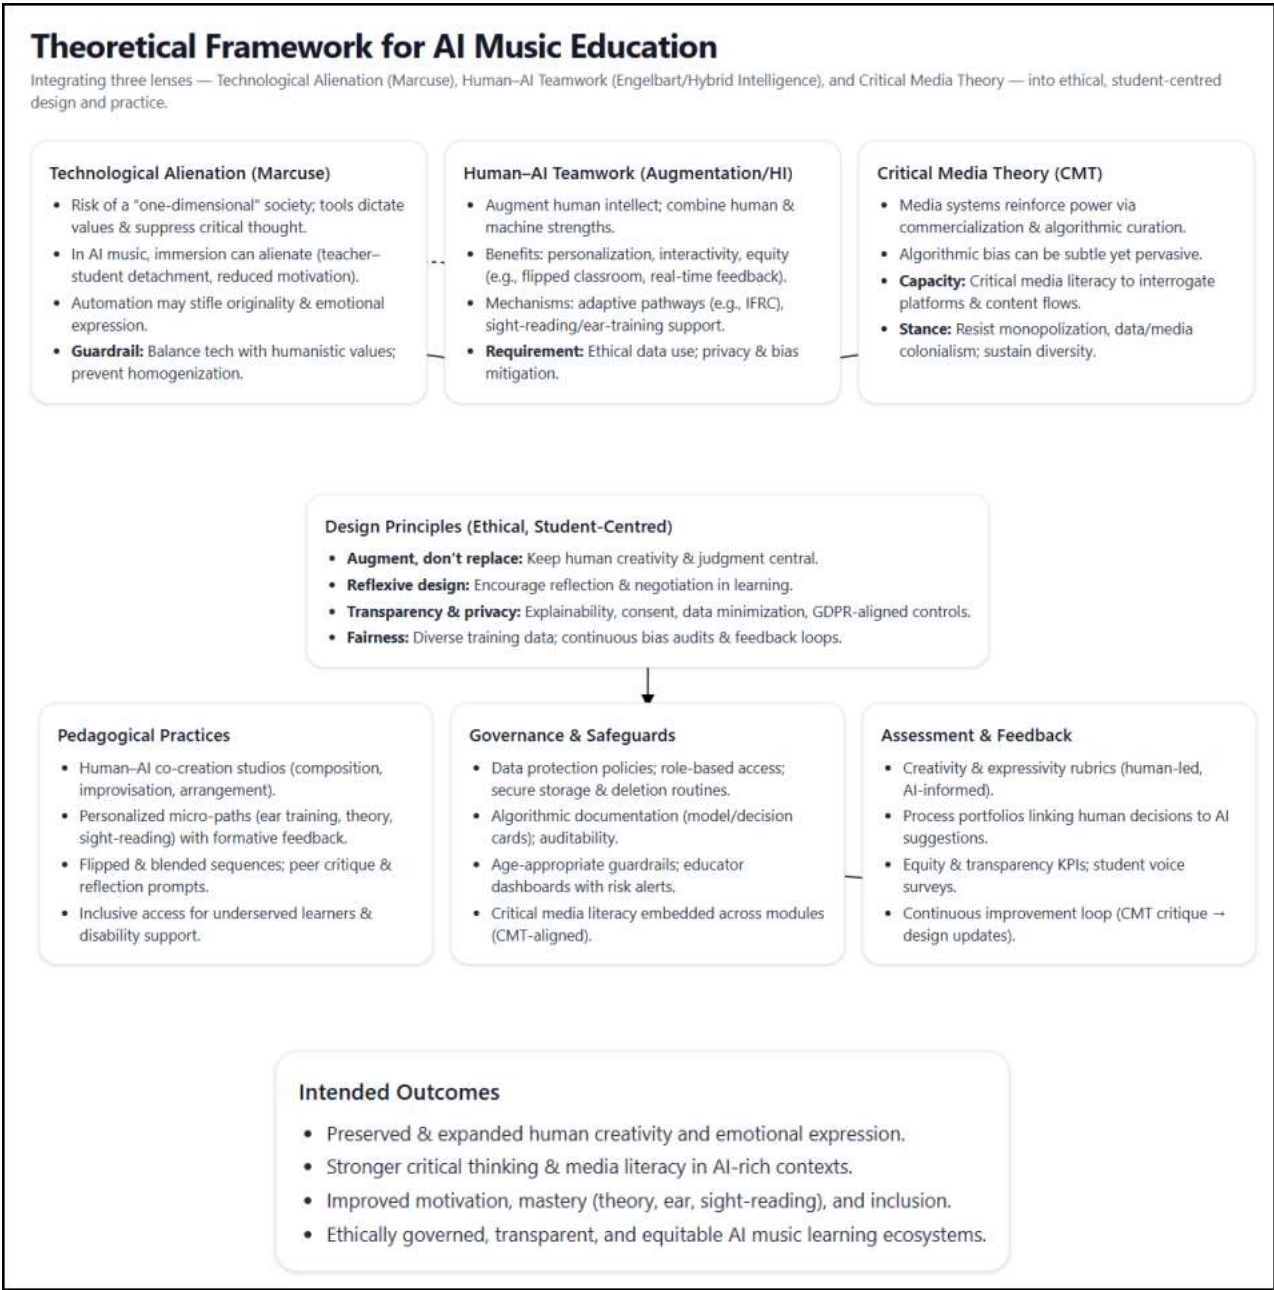 Theoretical Framework for AI Music Education
Integrating three lenses — Technological Alienation (Marcuse), Human–AI Teamwork (Engelbart/Hybrid Intelligence), and Critical Media Theory — into ethical, student-centred
design and practice.
Technological Alienation (Marcuse)
• Risk of a "one-dimensional" society; tools dictate
values & suppress critical thought.
• In AI music, immersion can alienate (teacher–
student detachment, reduced motivation).
• Automation may stifle originality & emotional
expression.
• Guardrail: Balance tech with humanistic values;
prevent homogenization.
Human–AI Teamwork (Augmentation/HI)
• Augment human intellect; combine human &
machine strengths.
• Benefits: personalization, interactivity, equity
(e.g., flipped classroom, real-time feedback).
• Mechanisms: adaptive pathways (e.g., IFRC),
sight-reading/ear-training support.
• Requirement: Ethical data use; privacy & bias
mitigation.
Critical Media Theory (CMT)
• Media systems reinforce power via
commercialization & algorithmic curation.
• Algorithmic bias can be subtle yet pervasive.
• Capacity: Critical media literacy to interrogate
platforms & content flows.
• Stance: Resist monopolization, data/media
colonialism; sustain diversity.
Design Principles (Ethical, Student-Centred)
• Augment, don't replace: Keep human creativity & judgment central.
• Reflexive design: Encourage reflection & negotiation in learning.
• Transparency & privacy: Explainability, consent, data minimization, GDPR-aligned controls.
• Fairness: Diverse training data; continuous bias audits & feedback loops.
Pedagogical Practices
• Human–AI co-creation studios (composition,
improvisation, arrangement).
• Personalized micro-paths (ear training, theory,
sight-reading) with formative feedback.
• Flipped & blended sequences; peer critique &
reflection prompts.
• Inclusive access for underserved learners &
disability support.
Governance & Safeguards
• Data protection policies; role-based access;
secure storage & deletion routines.
• Algorithmic documentation (model/decision
cards); auditability.
• Age-appropriate guardrails; educator
dashboards with risk alerts.
• Critical media literacy embedded across modules
(CMT-aligned).
Assessment & Feedback
• Creativity & expressivity rubrics (human-led,
AI-informed).
• Process portfolios linking human decisions to AI
suggestions.
• Equity & transparency KPIs; student voice
surveys.
• Continuous improvement loop (CMT critique →
design updates).
Intended Outcomes
• Preserved & expanded human creativity and emotional expression.
• Stronger critical thinking & media literacy in AI-rich contexts.
• Improved motivation, mastery (theory, ear, sight-reading), and inclusion.
• Ethically governed, transparent, and equitable AI music learning ecosystems.